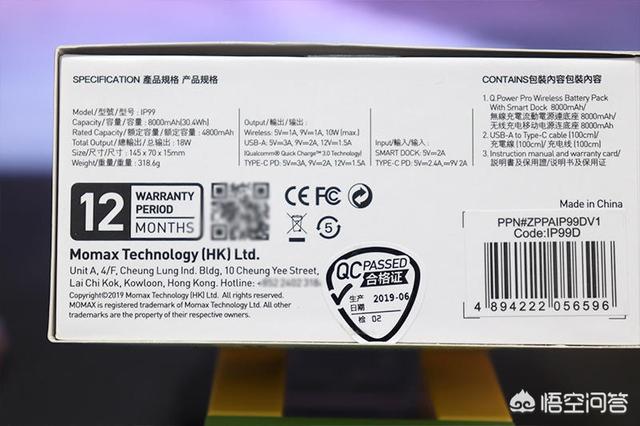 SPECIFICATION 產品規格 产品规格
Model/型號/型号: IP99
Capacity/容量/容量: 8000mAh(30.4Wh)
Rated Capacity/額定容量/额定容量: 4800mAh
Total Output/總輸出/总输出: 18W
Size/尺寸/尺寸: 145 x 70 x 15mm
Weight/重量/重量: 318.6g
Output/輸出/输出:
Wireless: 5V=1A, 9V=1A, 10W (max.)
USB-A: 5V=3A, 9V=2A, 12V=1.5A
(Qualcomm® Quick Charge™ 3.0 Technology)
TYPE-C PD: 5V=3A, 9V=2A, 12V=1.5A
Input/輸入/输入:
SMART DOCK: 5V=2A
TYPE-C PD: 5V=2.4A,=9V 2A
CONTAINS包裝內容包裝內容
1. Q.Power Pro Wireless Battery Pack
With Smart Dock 8000mAh/
無線充電流動電源連底座 8000mAh/
无线充电移动电源连底座 8000mAh
2. USB-A to Type-C cable (100cm)/
充電線 (100cm)/ 充电线 (100cm)
3. Instruction manual and warranty card/
說明書及保用證/说明书及保用证
12 WARRANTY
PERIOD
MONTHS
CE FC
5
Made in China
PPN#ZPPAIP99DV1
Code:IP99D
4 894222 056596
Momax Technology (HK) Ltd.
Unit A, 4/F, Cheung Lung Ind. Bldg, 10 Cheung Yee Street,
Lai Chi Kok, Kowloon, Hong Kong. Hotline:
Copyright©2019 Momax Technology (HK) Ltd. All rights reserved.
MOMAX is registered trademark of Momax Technology (HK) Ltd. All other
trademarks are the property of their respective owners.
QC PASSED
合格证
生产
日期
2019-06
检 02
悟空问答